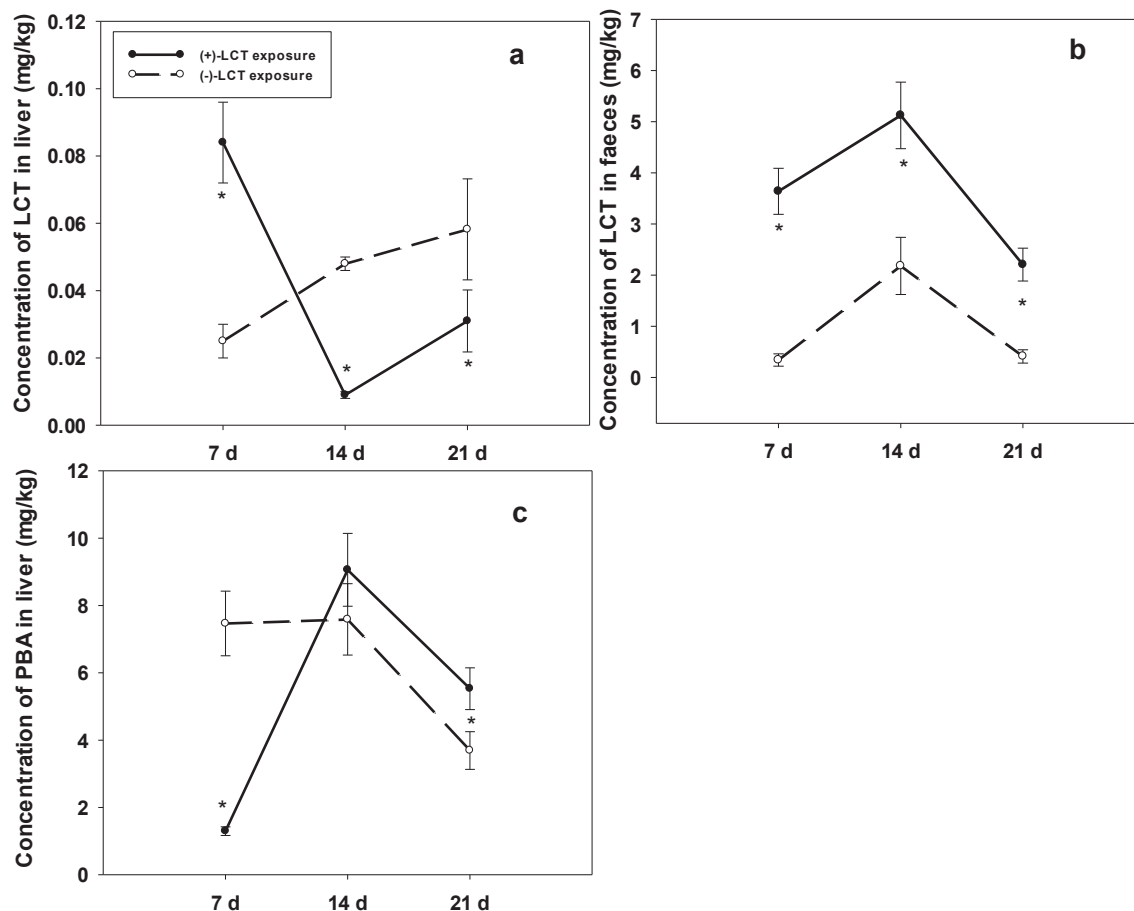 Concentration of LCT in liver (mg/kg)
0.12
0.10
0.08
0.06
0.04
0.02
0.00
(+)-LCT exposure
(-)-LCT exposure
a
*
*
*
7 d 14 d 21 d
Concentration of LCT in faeces (mg/kg)
7
6
5
4
3
2
1
0
b
*
*
*
7 d 14 d 21 d
Concentration of PBA in liver (mg/kg)
12
10
8
6
4
2
0
c
*
*
7 d 14 d 21 d